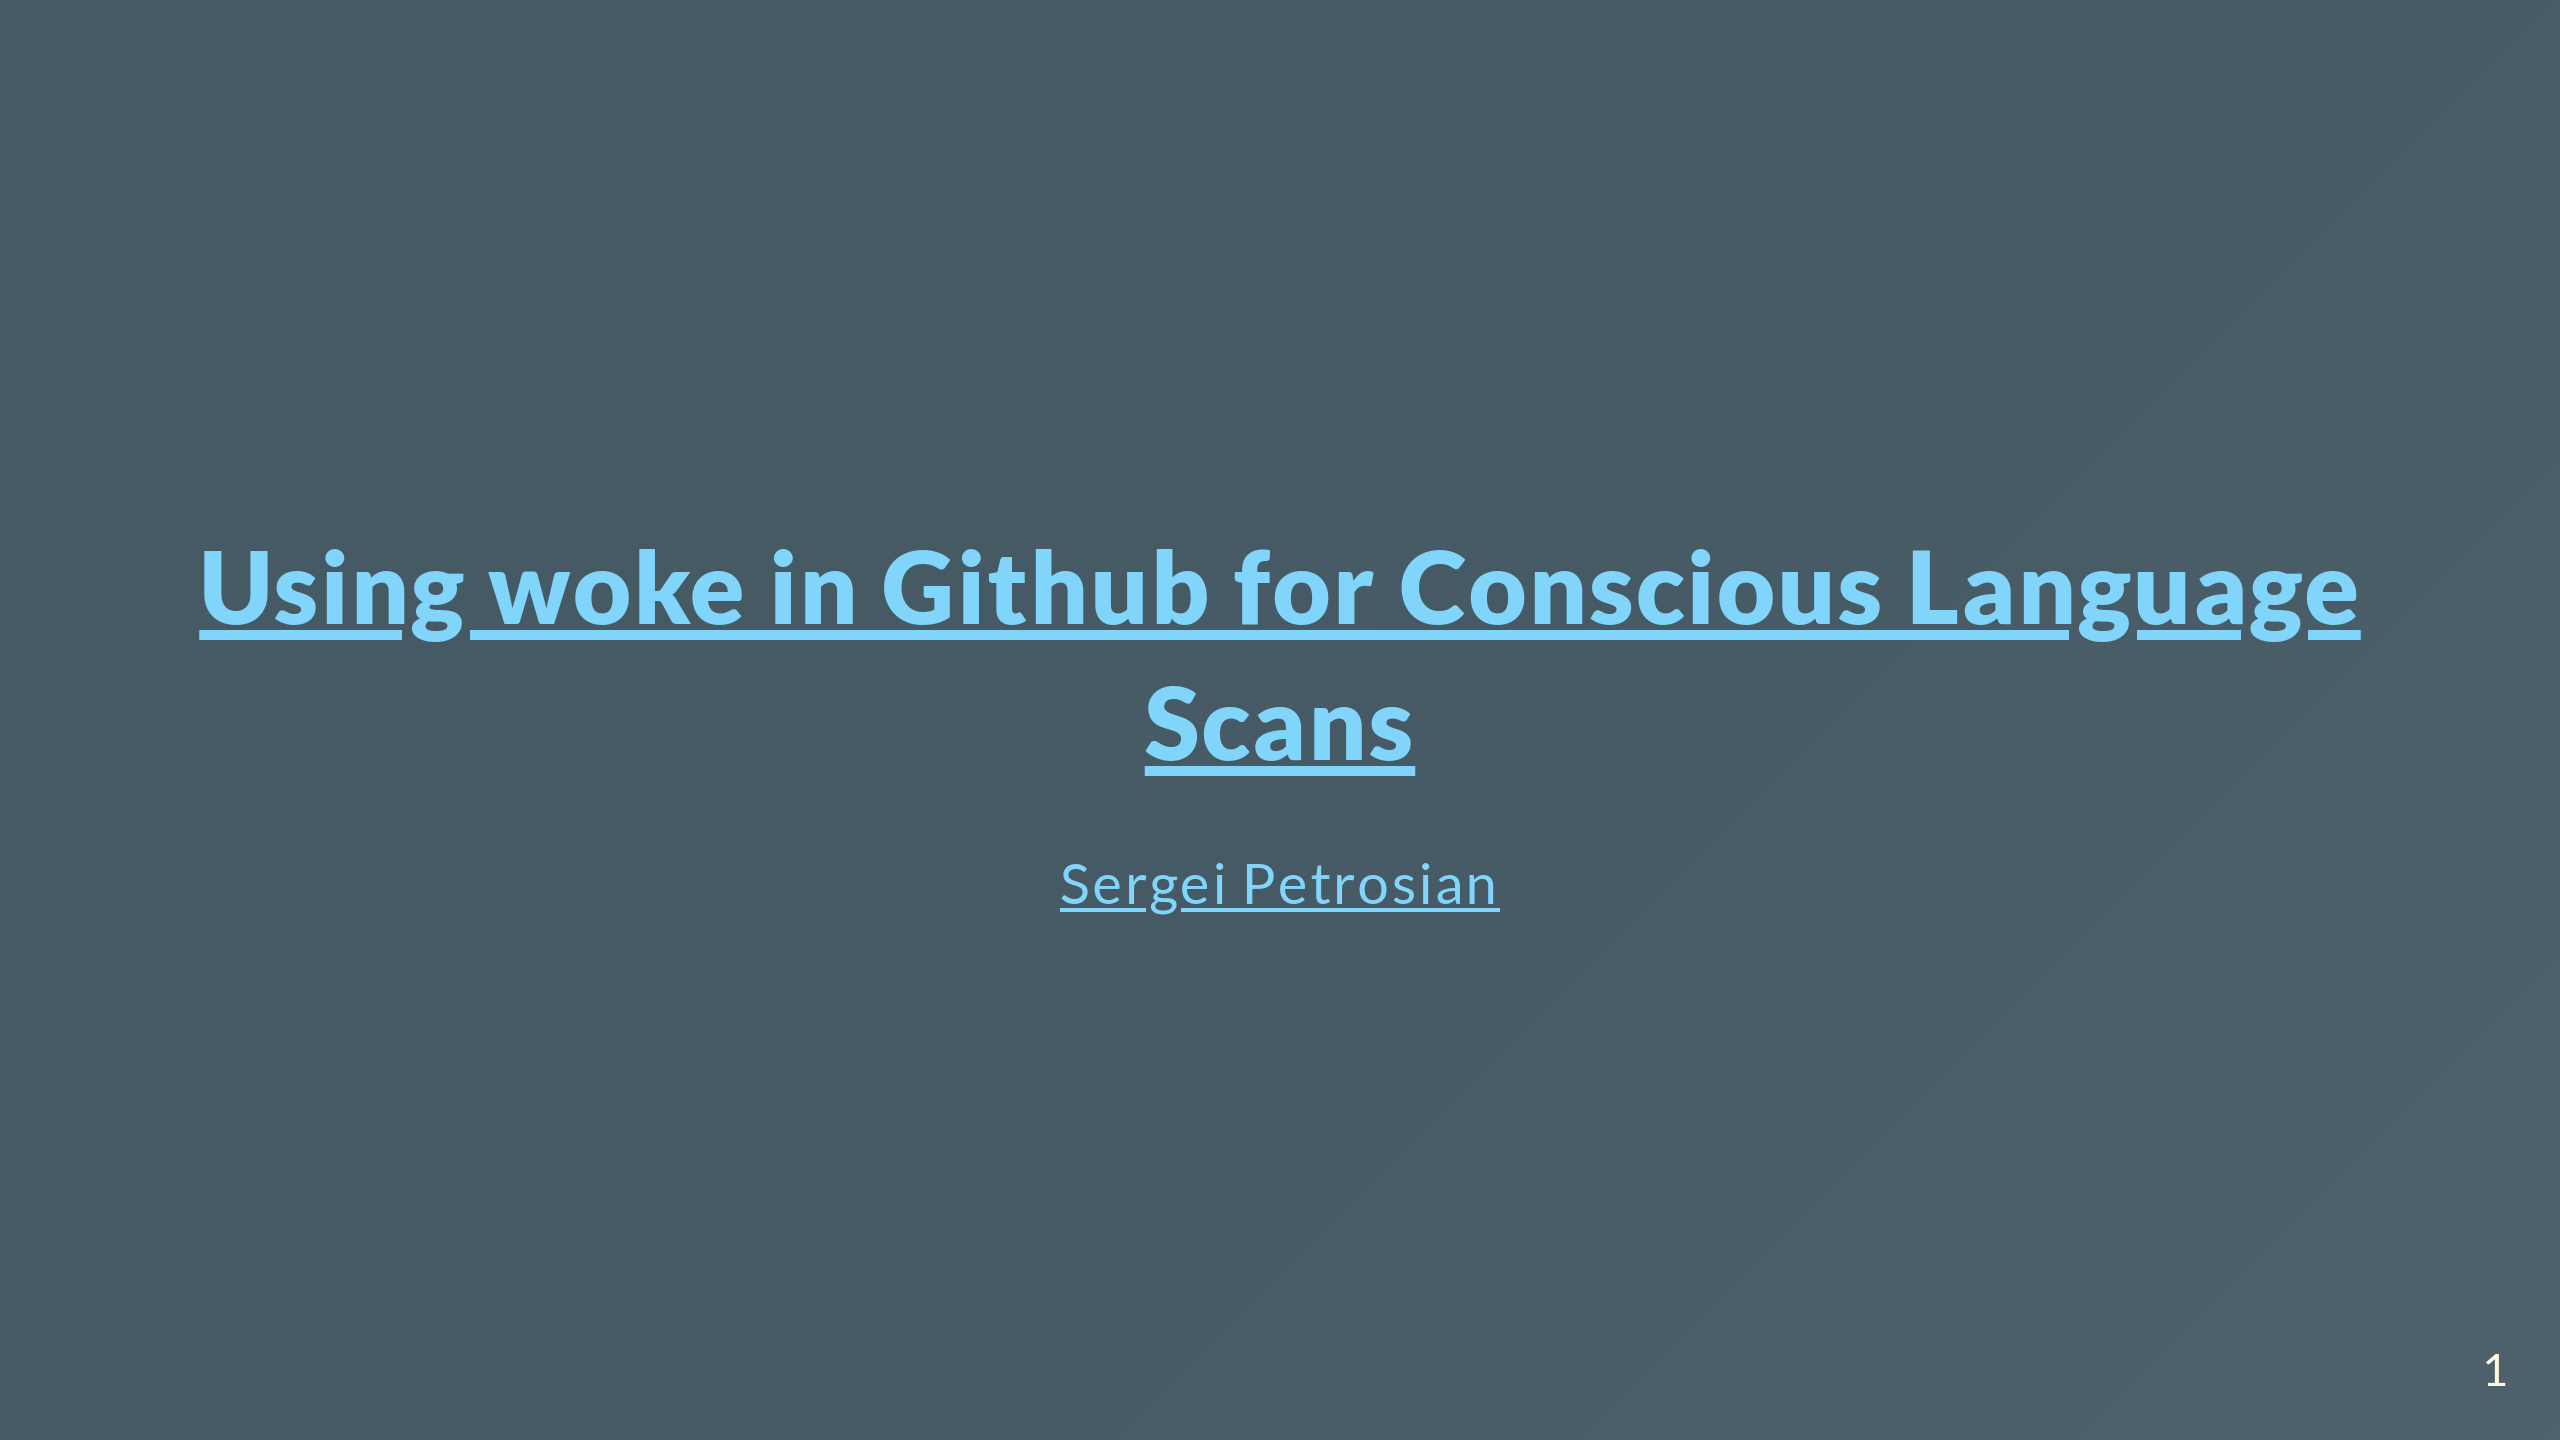 Using woke in Github for Conscious Language
Scans
Sergei Petrosian
1